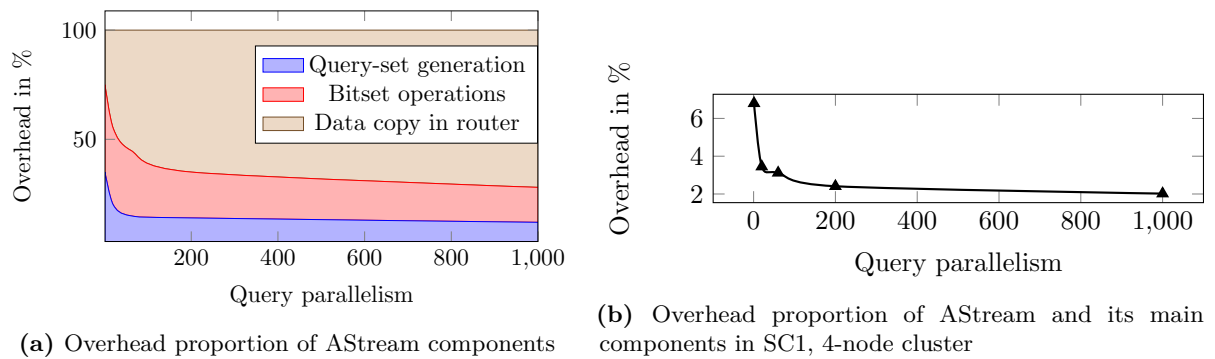 100
50
Overhead in %
Query-set generation
Bitset operations
Data copy in router
200 400 600 800 1,000
Query parallelism
(a) Overhead proportion of AStream components
6
4
2
Overhead in %
0 200 400 600 800 1,000
Query parallelism
(b) Overhead proportion of AStream and its main
components in SC1, 4-node cluster